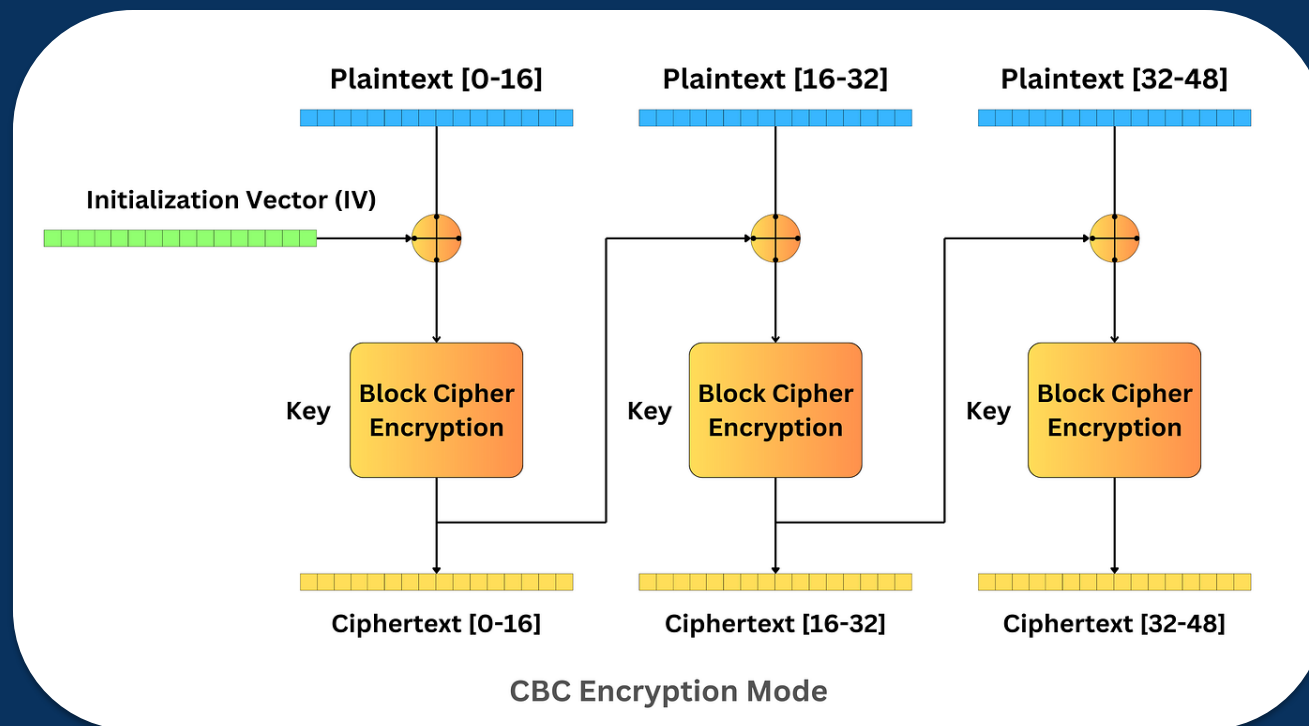 Plaintext [0-16]
Plaintext [16-32]
Plaintext [32-48]
Initialization Vector (IV)
Key
Block Cipher
Encryption
Key
Block Cipher
Encryption
Key
Block Cipher
Encryption
Ciphertext [0-16]
Ciphertext [16-32]
Ciphertext [32-48]
CBC Encryption Mode